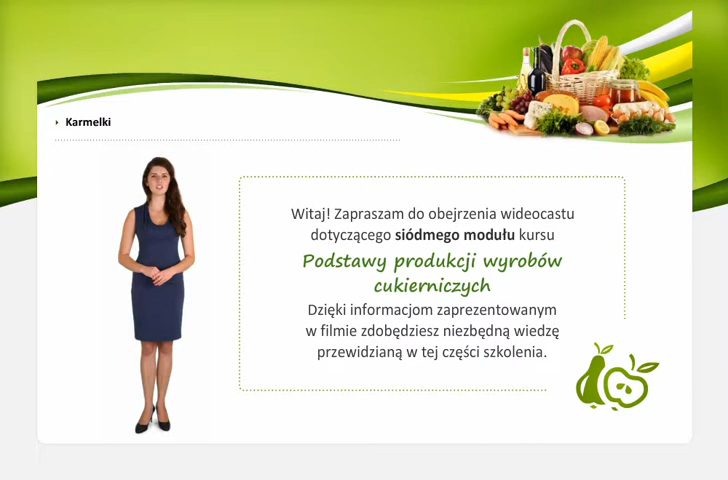 Karmelki
Witaj! Zapraszam do obejrzenia wideocastu
dotyczącego siódmego modułu kursu
Podstawy produkcji wyrobów
cukierniczych
Dzięki informacjom zaprezentowanym
w filmie zdobędziesz niezbędną wiedzę
przewidzianą w tej części szkolenia.